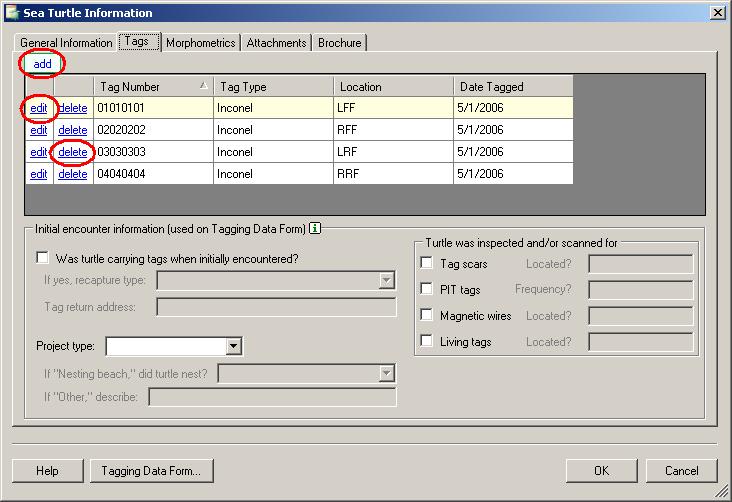 Sea Turtle Information
General Information Tags Morphometrics Attachments Brochure
add
Tag Number Tag Type Location Date Tagged
edit delete 01010101 Inconel LFF 5/1/2006
edit delete 02020202 Inconel RFF 5/1/2006
edit delete 03030303 Inconel LRF 5/1/2006
edit delete 04040404 Inconel RRF 5/1/2006
Initial encounter information (used on Tagging Data Form) i
Was turtle carrying tags when initially encountered?
If yes, recapture type:
Tag return address:
Project type:
If "Nesting beach," did turtle nest?
If "Other," describe:
Turtle was inspected and/or scanned for
Tag scars Located?
PIT tags Frequency?
Magnetic wires Located?
Living tags Located?
Help Tagging Data Form... OK Cancel